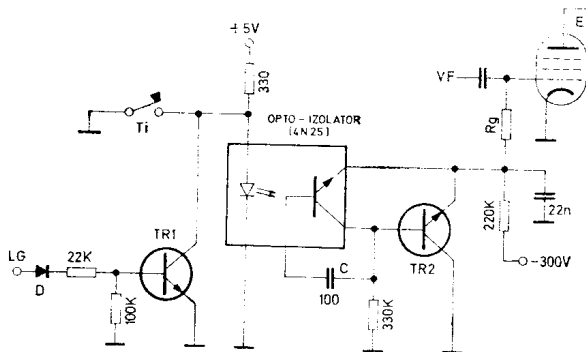 +5V
330
E
VF
Ti
OPTO-IZOLATOR
(4N25)
Rg
220K
22n
-300V
LG
D
22K
TR1
100K
C
100
330K
TR2